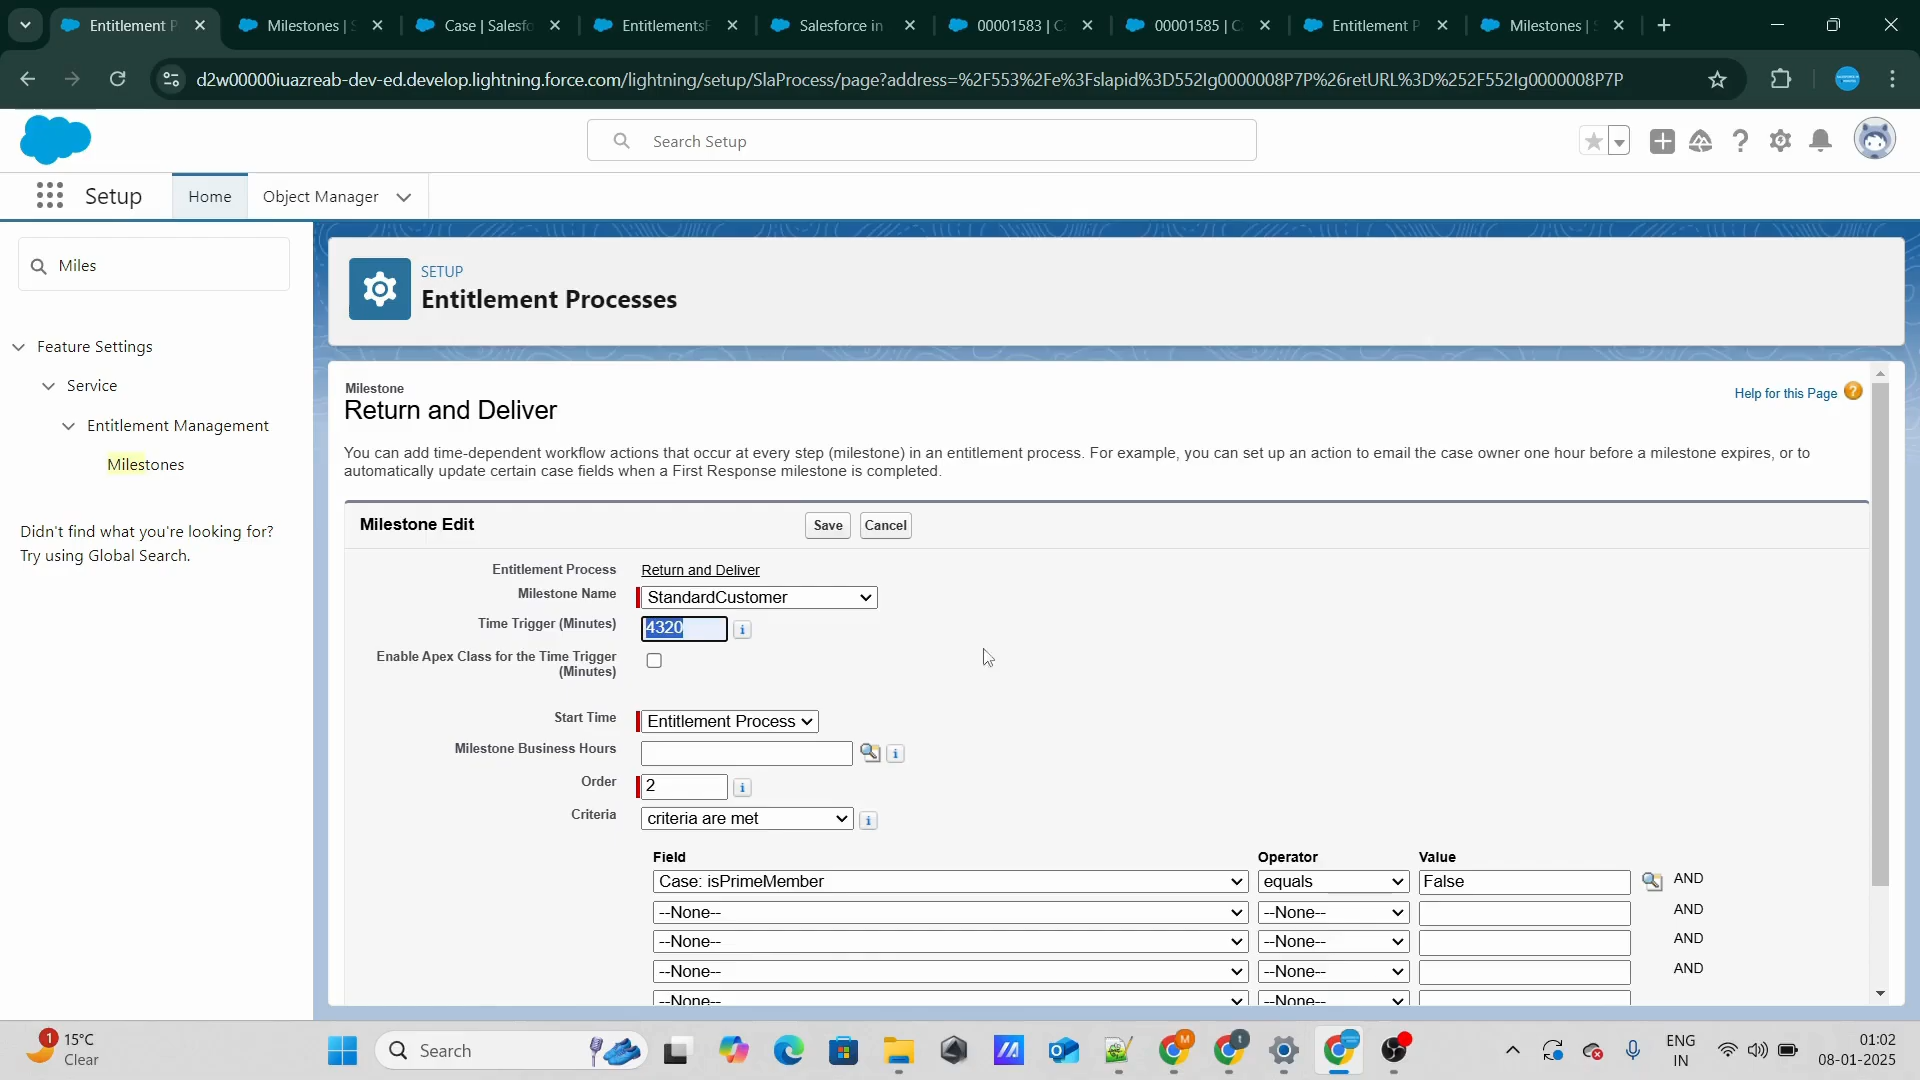 Entitlement P
Milestones | S
Case | Salesfo
EntitlementsP
Salesforce in
00001583 | C
00001585 | C
Entitlement P
Milestones | S
d2w00000iuazreab-dev-ed.develop.lightning.force.com/lightning/setup/SlaProcess/page?address=%2F553%2Fe%3Fslapid%3D552Ig0000008P7P%26retURL%3D%252F552Ig0000008P7P
Search Setup
Setup
Home
Object Manager
Miles
Feature Settings
Service
Entitlement Management
Milestones
Didn't find what you're looking for?
Try using Global Search.
SETUP
Entitlement Processes
Milestone
Return and Deliver
Help for this Page
You can add time-dependent workflow actions that occur at every step (milestone) in an entitlement process. For example, you can set up an action to email the case owner one hour before a milestone expires, or to
automatically update certain case fields when a First Response milestone is completed.
Milestone Edit
Save
Cancel
Entitlement Process Return and Deliver
Milestone Name StandardCustomer
Time Trigger (Minutes) 4320
Enable Apex Class for the Time Trigger
(Minutes)
Start Time Entitlement Process
Milestone Business Hours
Order 2
Criteria criteria are met
Field Operator Value
Case: isPrimeMember equals False AND
--None-- --None-- AND
--None-- --None-- AND
--None-- --None-- AND
--None-- --None--
1
15°C
Clear
Search
ENG
IN
01:02
08-01-2025